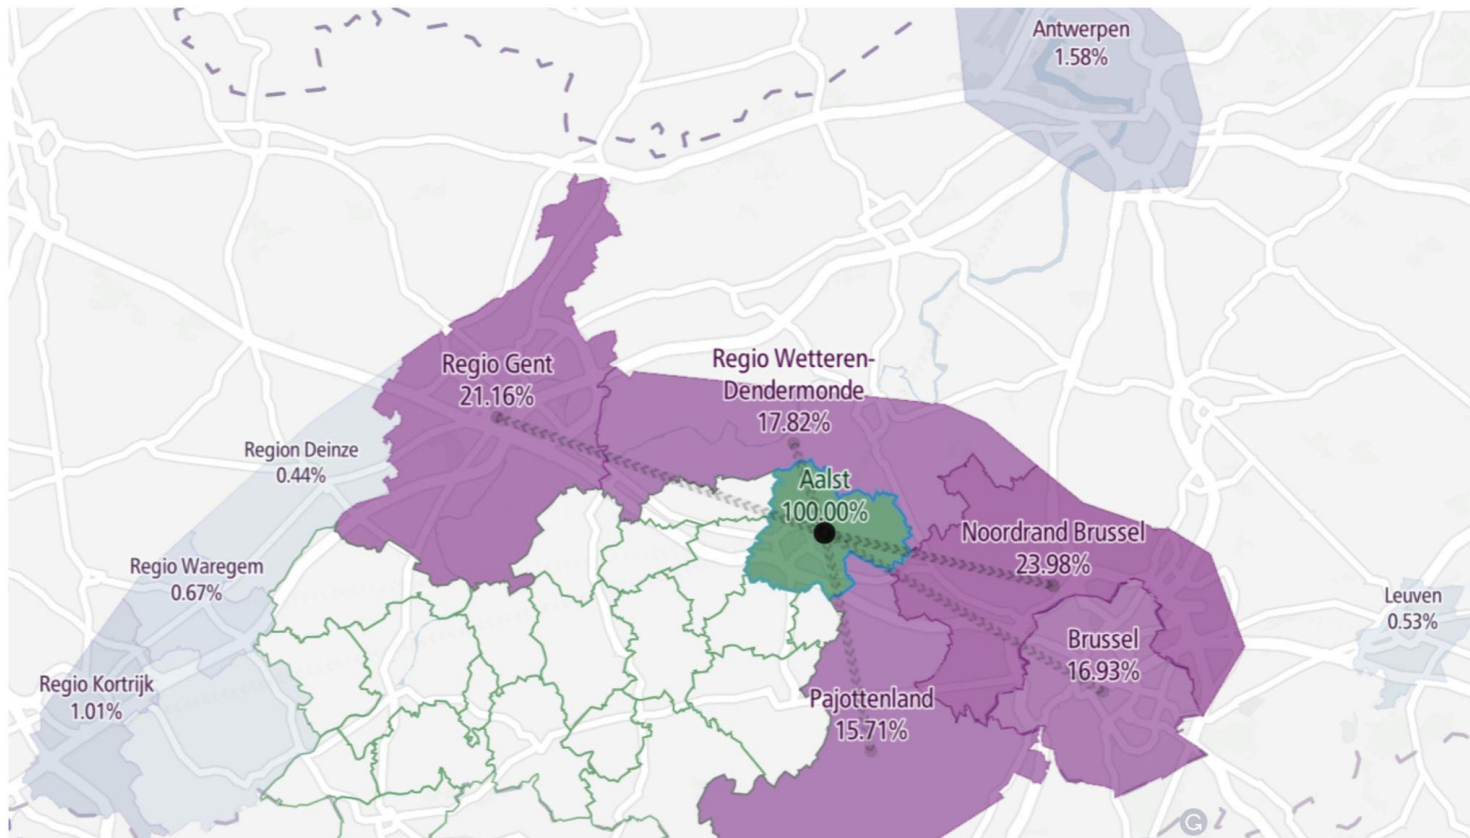 Antwerpen
1.58%
Regio Gent
21.16%
Regio Wetteren-
Dendermonde
17.82%
Region Deinze
0.44%
Aalst
100.00%
Noordrand Brussel
23.98%
Regio Waregem
0.67%
Leuven
0.53%
Brussel
16.93%
Regio Kortrijk
1.01%
Pajottenland
15.71%